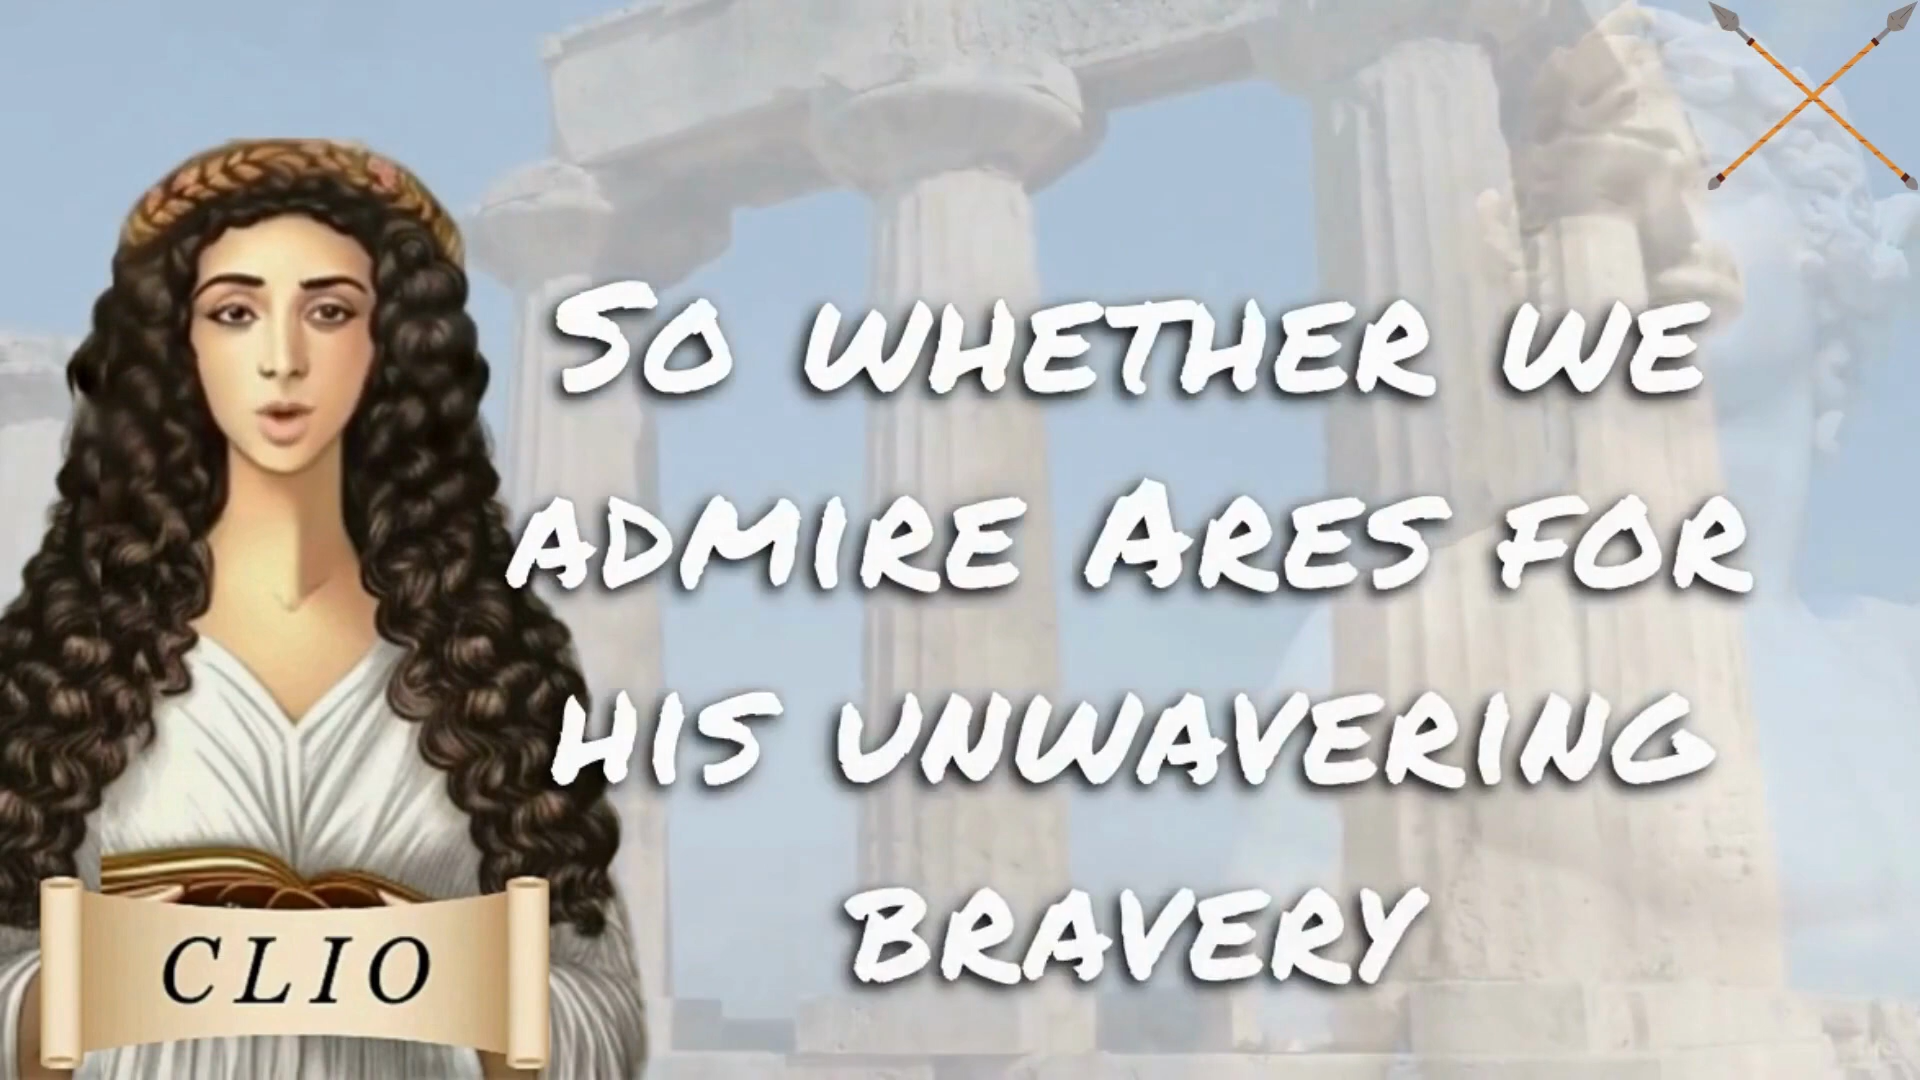 So whether we
admire Ares for
his unwavering
bravery
CLIO